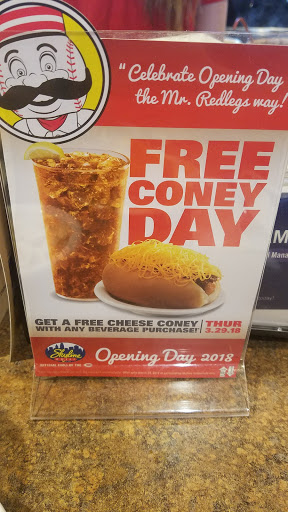 "Celebrate Opening Day
the Mr. Redlegs way!
FREE
CONEY
DAY
GET A FREE CHEESE CONEY
WITH ANY BEVERAGE PURCHASE!
THUR
3.29.18
Skyline
CHILI
Opening Day 2018
M